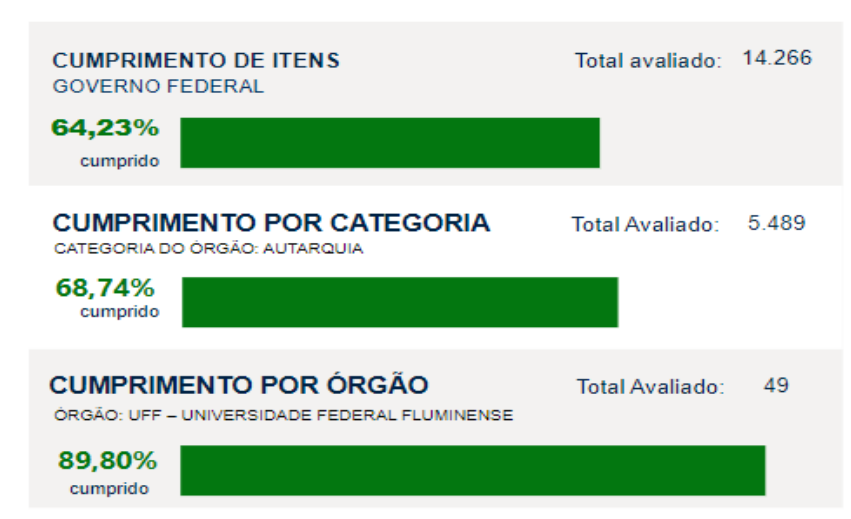 CUMPRIMENTO DE ITENS Total avaliado: 14.266
GOVERNO FEDERAL
64,23%
cumprido
CUMPRIMENTO POR CATEGORIA Total Avaliado: 5.489
CATEGORIA DO ÓRGÃO: AUTARQUIA
68,74%
cumprido
CUMPRIMENTO POR ÓRGÃO Total Avaliado: 49
ÓRGÃO: UFF – UNIVERSIDADE FEDERAL FLUMINENSE
89,80%
cumprido